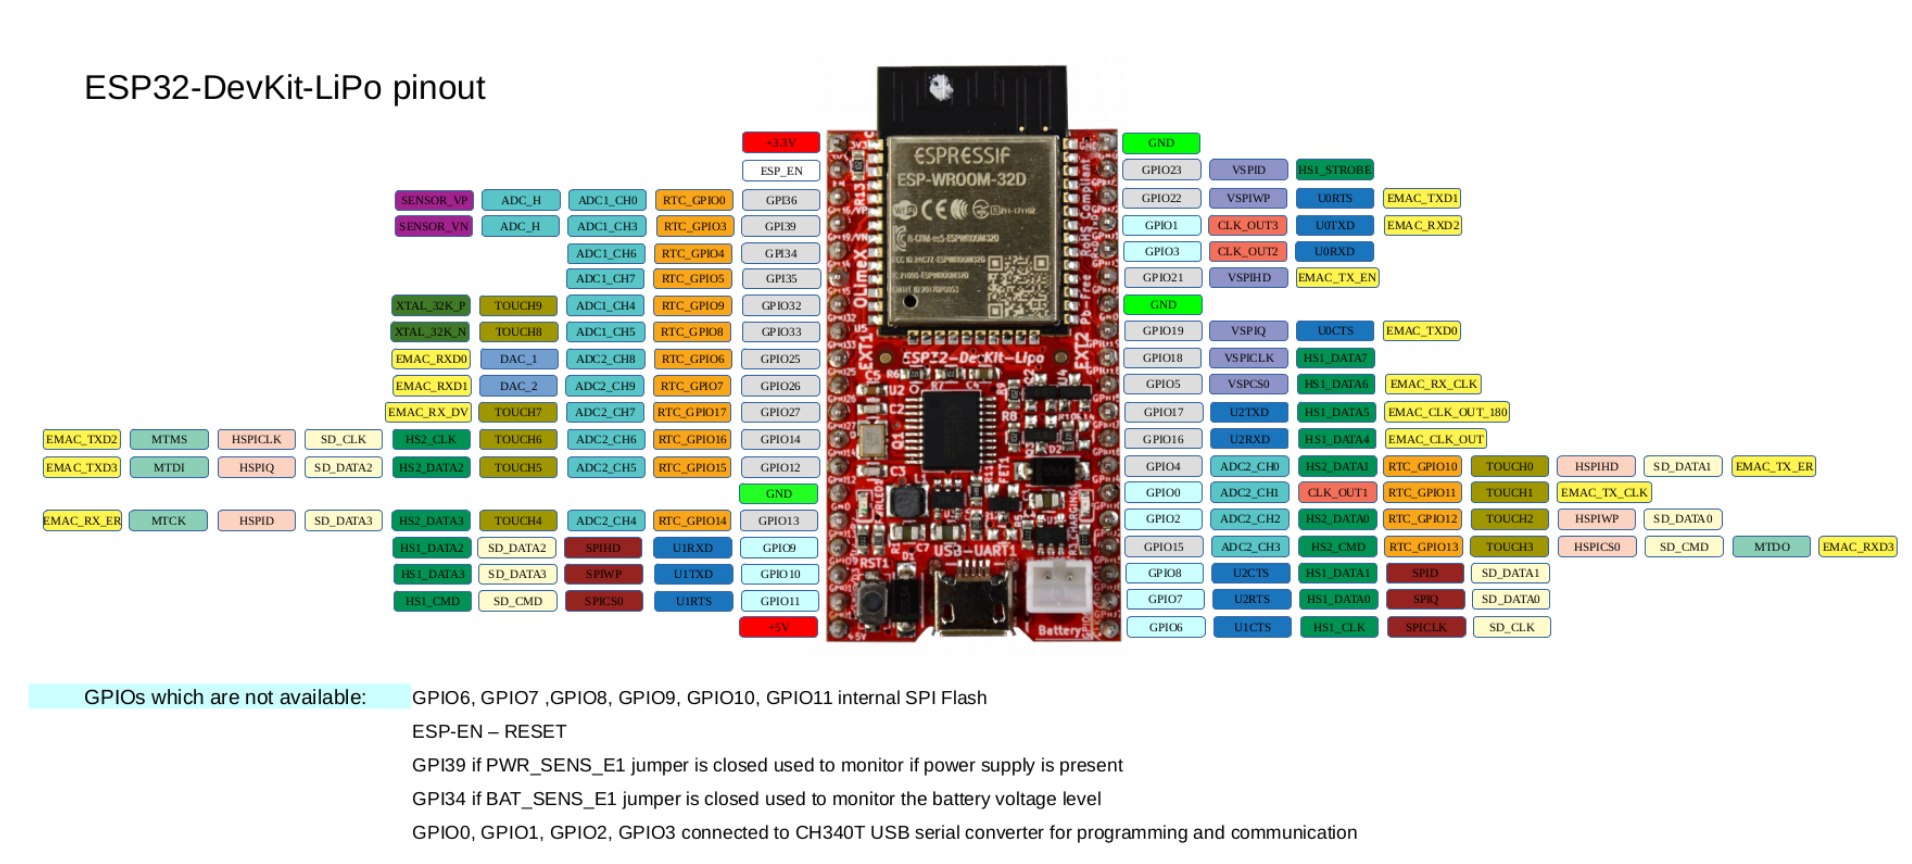 ESP32-DevKit-LiPo pinout
+3.3V GND
ESP_EN GPIO23 VSPID HS1_STROBE
SENSOR_VP ADC_H ADC1_CH0 RTC_GPIO0 GPI36 GPIO22 VSPIWP U0RTS EMAC_TXD1
SENSOR_VN ADC_H ADC1_CH3 RTC_GPIO3 GPI39 GPIO1 CLK_OUT3 U0TXD EMAC_RXD2
ADC1_CH6 RTC_GPIO4 GPI34 GPIO3 CLK_OUT2 U0RXD
ADC1_CH7 RTC_GPIO5 GPI35 GPIO21 VSPIHD EMAC_TX_EN
XTAL_32K_P TOUCH9 ADC1_CH4 RTC_GPIO9 GPIO32 GND
XTAL_32K_N TOUCH8 ADC1_CH5 RTC_GPIO8 GPIO33 GPIO19 VSPIQ U0CTS EMAC_TXD0
EMAC_RXD0 DAC_1 ADC2_CH8 RTC_GPIO6 GPIO25 GPIO18 VSPICLK HS1_DATA7
EMAC_RXD1 DAC_2 ADC2_CH9 RTC_GPIO7 GPIO26 GPIO5 VSPCS0 HS1_DATA6 EMAC_RX_CLK
EMAC_RX_DV TOUCH7 ADC2_CH7 RTC_GPIO17 GPIO27 GPIO17 U2TXD HS1_DATA5 EMAC_CLK_OUT_180
EMAC_TXD2 MTMS HSPICLK SD_CLK HS2_CLK TOUCH6 ADC2_CH6 RTC_GPIO16 GPIO14 GPIO16 U2RXD HS1_DATA4 EMAC_CLK_OUT
EMAC_TXD3 MTDI HSPIQ SD_DATA2 HS2_DATA2 TOUCH5 ADC2_CH5 RTC_GPIO15 GPIO12 GPIO4 ADC2_CH0 HS2_DATA1 RTC_GPIO10 TOUCH0 HSPIHD SD_DATA1 EMAC_TX_ER
GND GPIO0 ADC2_CH1 CLK_OUT1 RTC_GPIO11 TOUCH1 EMAC_TX_CLK
EMAC_RX_ER MTCK HSPID SD_DATA3 HS2_DATA3 TOUCH4 ADC2_CH4 RTC_GPIO14 GPIO13 GPIO2 ADC2_CH2 HS2_DATA0 RTC_GPIO12 TOUCH2 HSPIWP SD_DATA0
HS1_DATA2 SD_DATA2 SPIHD U1RXD GPIO9 GPIO15 ADC2_CH3 HS2_CMD RTC_GPIO13 TOUCH3 HSPICS0 SD_CMD MTDO EMAC_RXD3
HS1_DATA3 SD_DATA3 SPIWP U1TXD GPIO10 GPIO8 U2CTS HS1_DATA1 SPID SD_DATA1
HS1_CMD SD_CMD SPICS0 U1RTS GPIO11 GPIO7 U2RTS HS1_DATA0 SPIQ SD_DATA0
+5V GPIO6 U1CTS HS1_CLK SPICLK SD_CLK
ESPRESSIF
ESP-WROOM-32D
OLimeX
RoHS Compliant
Pb-Free
EXT1
EXT2
ESP32-DevKit-Lipo
USB-UART1
RST1
Battery
GPIOs which are not available: GPIO6, GPIO7 ,GPIO8, GPIO9, GPIO10, GPIO11 internal SPI Flash
ESP-EN – RESET
GPI39 if PWR_SENS_E1 jumper is closed used to monitor if power supply is present
GPI34 if BAT_SENS_E1 jumper is closed used to monitor the battery voltage level
GPIO0, GPIO1, GPIO2, GPIO3 connected to CH340T USB serial converter for programming and communication